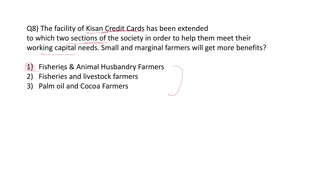 Q8) The facility of Kisan Credit Cards has been extended
to which two sections of the society in order to help them meet their
working capital needs. Small and marginal farmers will get more benefits?
1) Fisheries & Animal Husbandry Farmers
2) Fisheries and livestock farmers
3) Palm oil and Cocoa Farmers